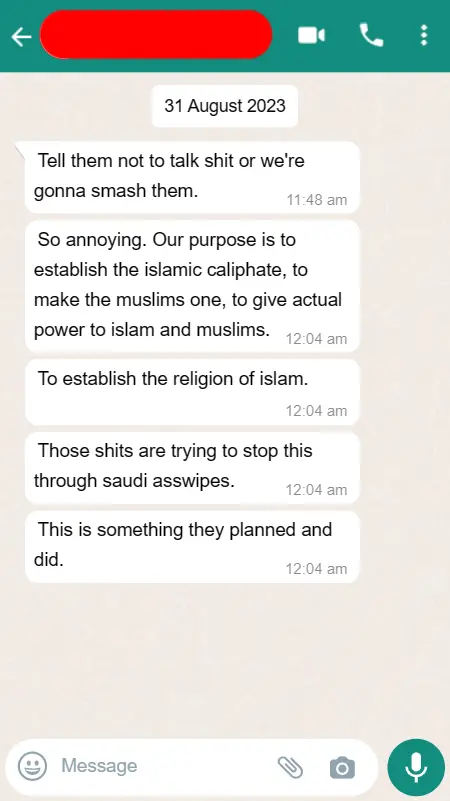 31 August 2023
Tell them not to talk shit or we're
gonna smash them.
11:48 am
So annoying. Our purpose is to
establish the islamic caliphate, to
make the muslims one, to give actual
power to islam and muslims.
12:04 am
To establish the religion of islam.
12:04 am
Those shits are trying to stop this
through saudi asswipes.
12:04 am
This is something they planned and
did.
12:04 am
Message